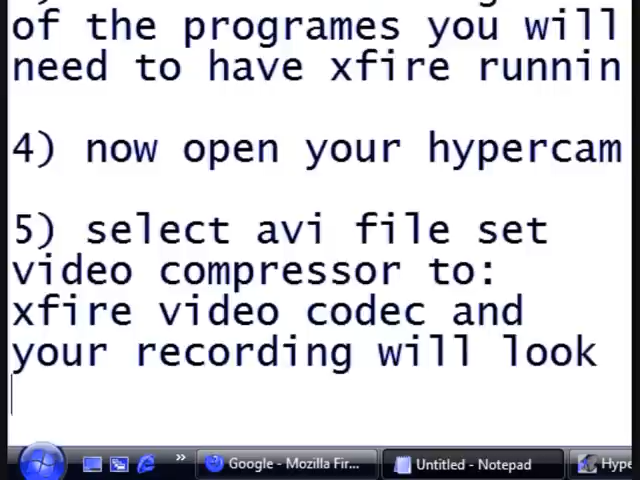 of the programes you will
need to have xfire runnin
4) now open your hypercam
5) select avi file set
video compressor to:
xfire video codec and
your recording will look
» Google - Mozilla Fir... Untitled - Notepad Hype